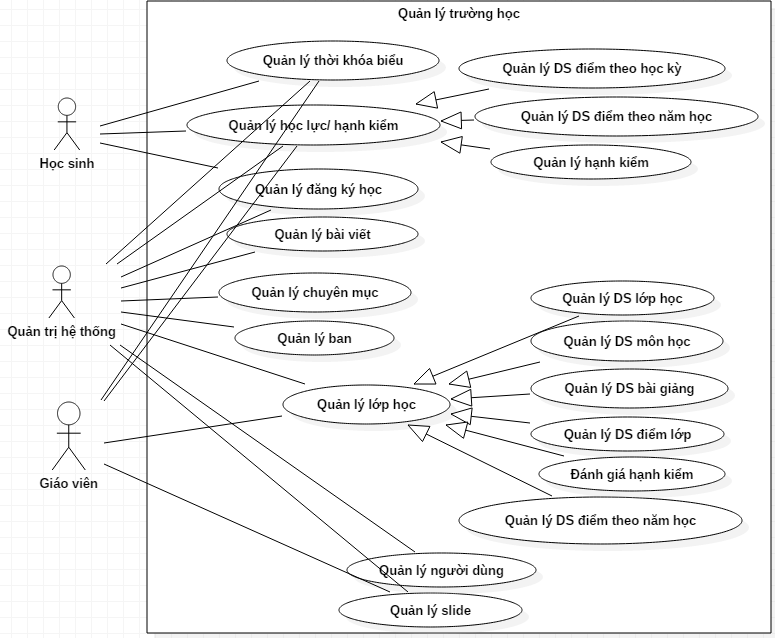 Quản lý trường học
Quản lý thời khóa biểu
Quản lý DS điểm theo học kỳ
Quản lý học lực/ hạnh kiểm
Quản lý DS điểm theo năm học
Học sinh
Quản lý hạnh kiểm
Quản lý đăng ký học
Quản lý bài viết
Quản lý chuyên mục
Quản lý DS lớp học
Quản trị hệ thống
Quản lý ban
Quản lý DS môn học
Quản lý DS bài giảng
Quản lý lớp học
Quản lý DS điểm lớp
Giáo viên
Đánh giá hạnh kiểm
Quản lý DS điểm theo năm học
Quản lý người dùng
Quản lý slide